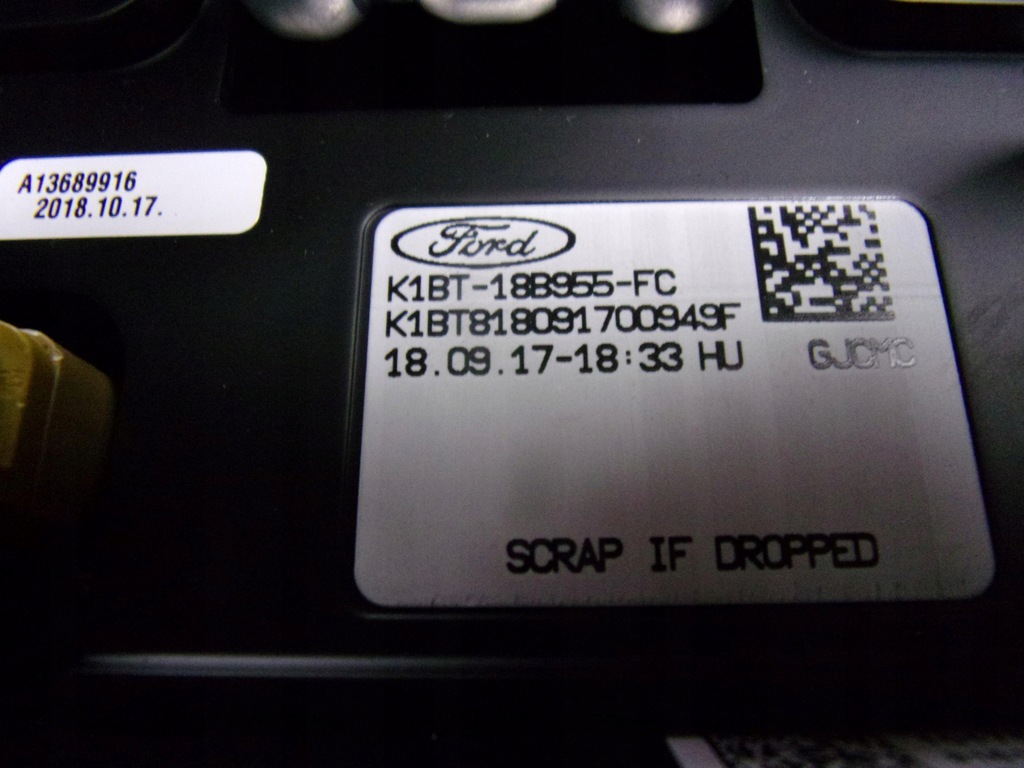 A13689916
2018.10.17.
Ford
K1BT-18B955-FC
K1BT818091700949F
18.09.17-18:33 HU
GJCMC
SCRAP IF DROPPED